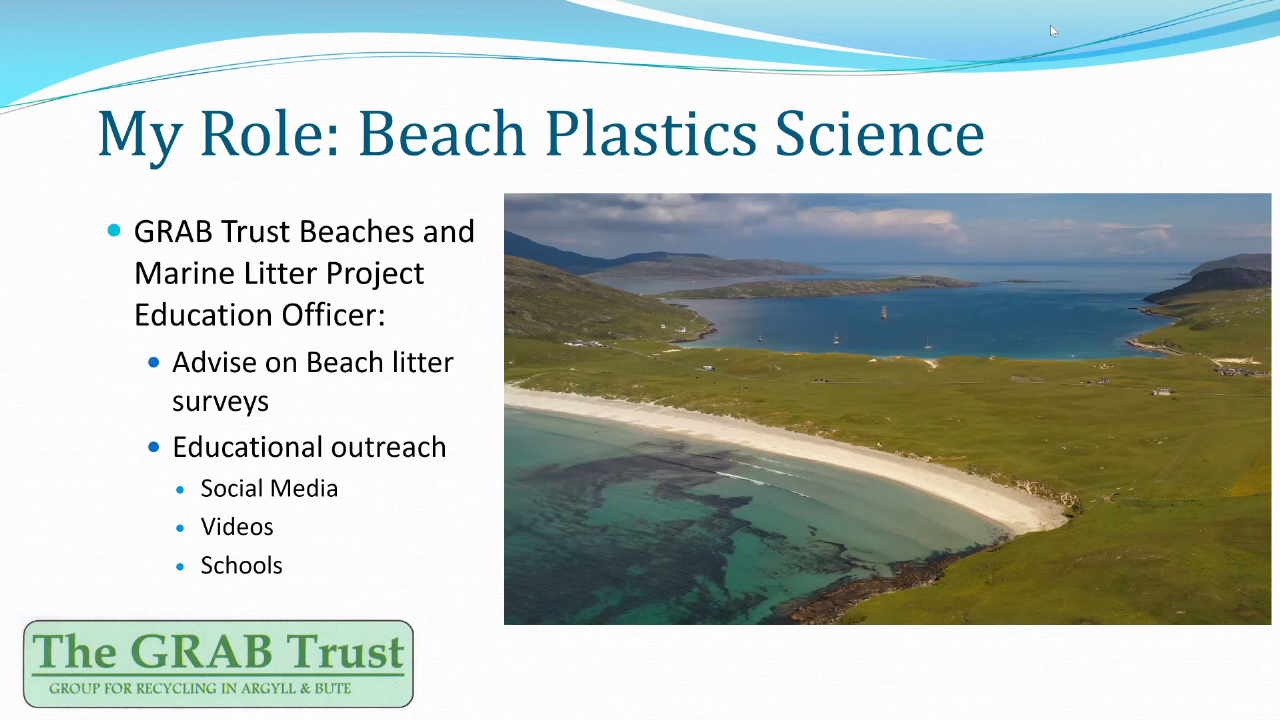 My Role: Beach Plastics Science
GRAB Trust Beaches and
Marine Litter Project
Education Officer:
Advise on Beach litter
surveys
Educational outreach
Social Media
Videos
Schools
The GRAB Trust
GROUP FOR RECYCLING IN ARGYLL & BUTE